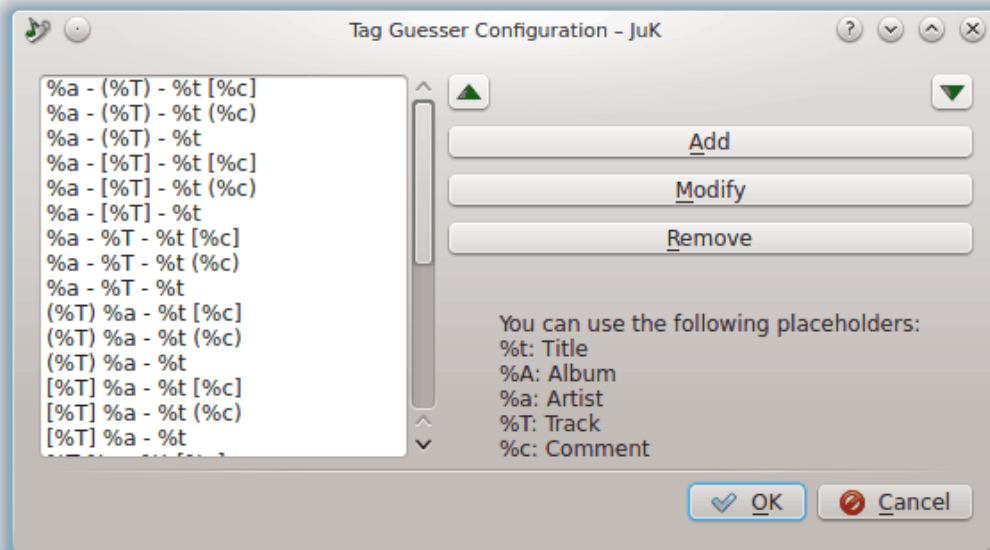 Tag Guesser Configuration – JuK
%a - (%T) - %t [%c]
%a - (%T) - %t (%c)
%a - (%T) - %t
%a - [%T] - %t [%c]
%a - [%T] - %t (%c)
%a - [%T] - %t
%a - %T - %t [%c]
%a - %T - %t (%c)
%a - %T - %t
(%T) %a - %t [%c]
(%T) %a - %t (%c)
(%T) %a - %t
[%T] %a - %t [%c]
[%T] %a - %t (%c)
[%T] %a - %t
Add
Modify
Remove
You can use the following placeholders:
%t: Title
%A: Album
%a: Artist
%T: Track
%c: Comment
OK
Cancel